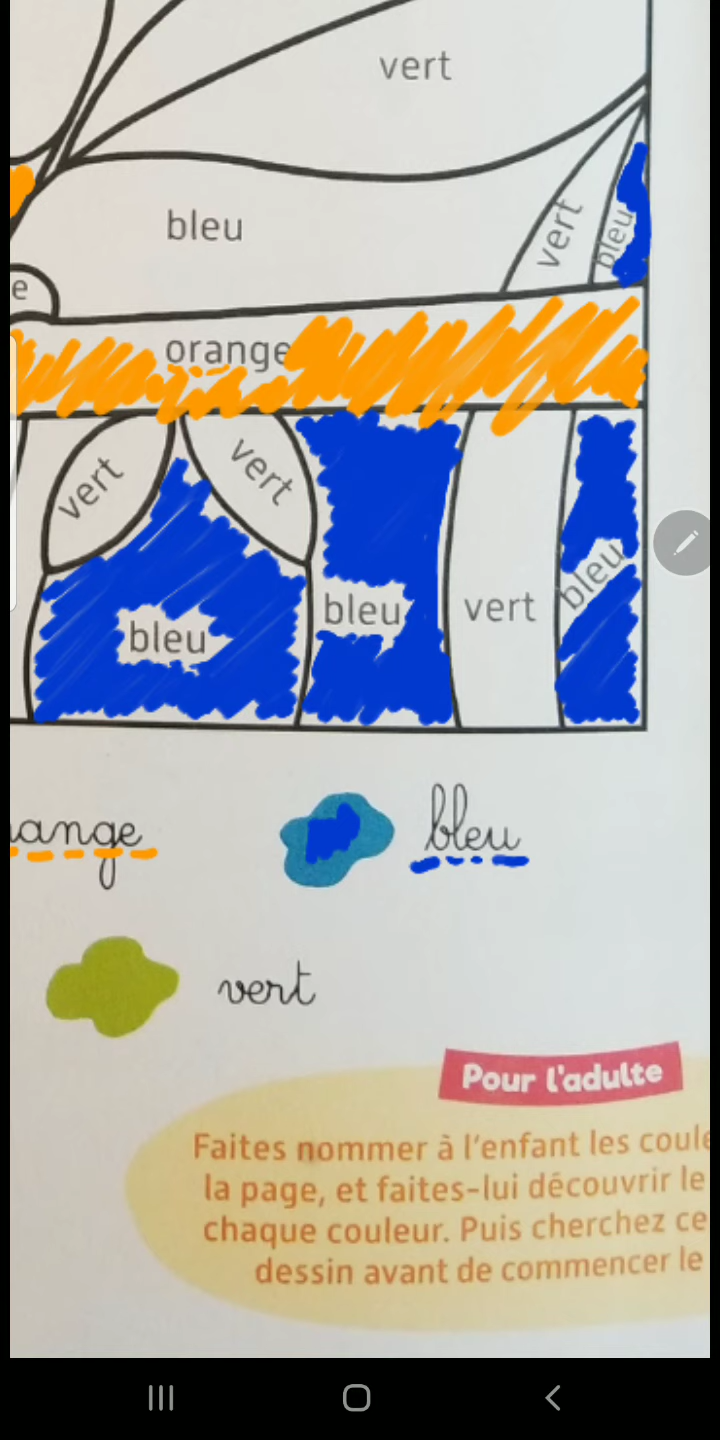 vert
bleu
vert
bleu
e
orange
vert
vert
bleu
bleu
vert
bleu
ange
bleu
vert
Pour l'adulte
Faites nommer à l'enfant les coule
la page, et faites-lui découvrir le
chaque couleur. Puis cherchez ce
dessin avant de commencer le